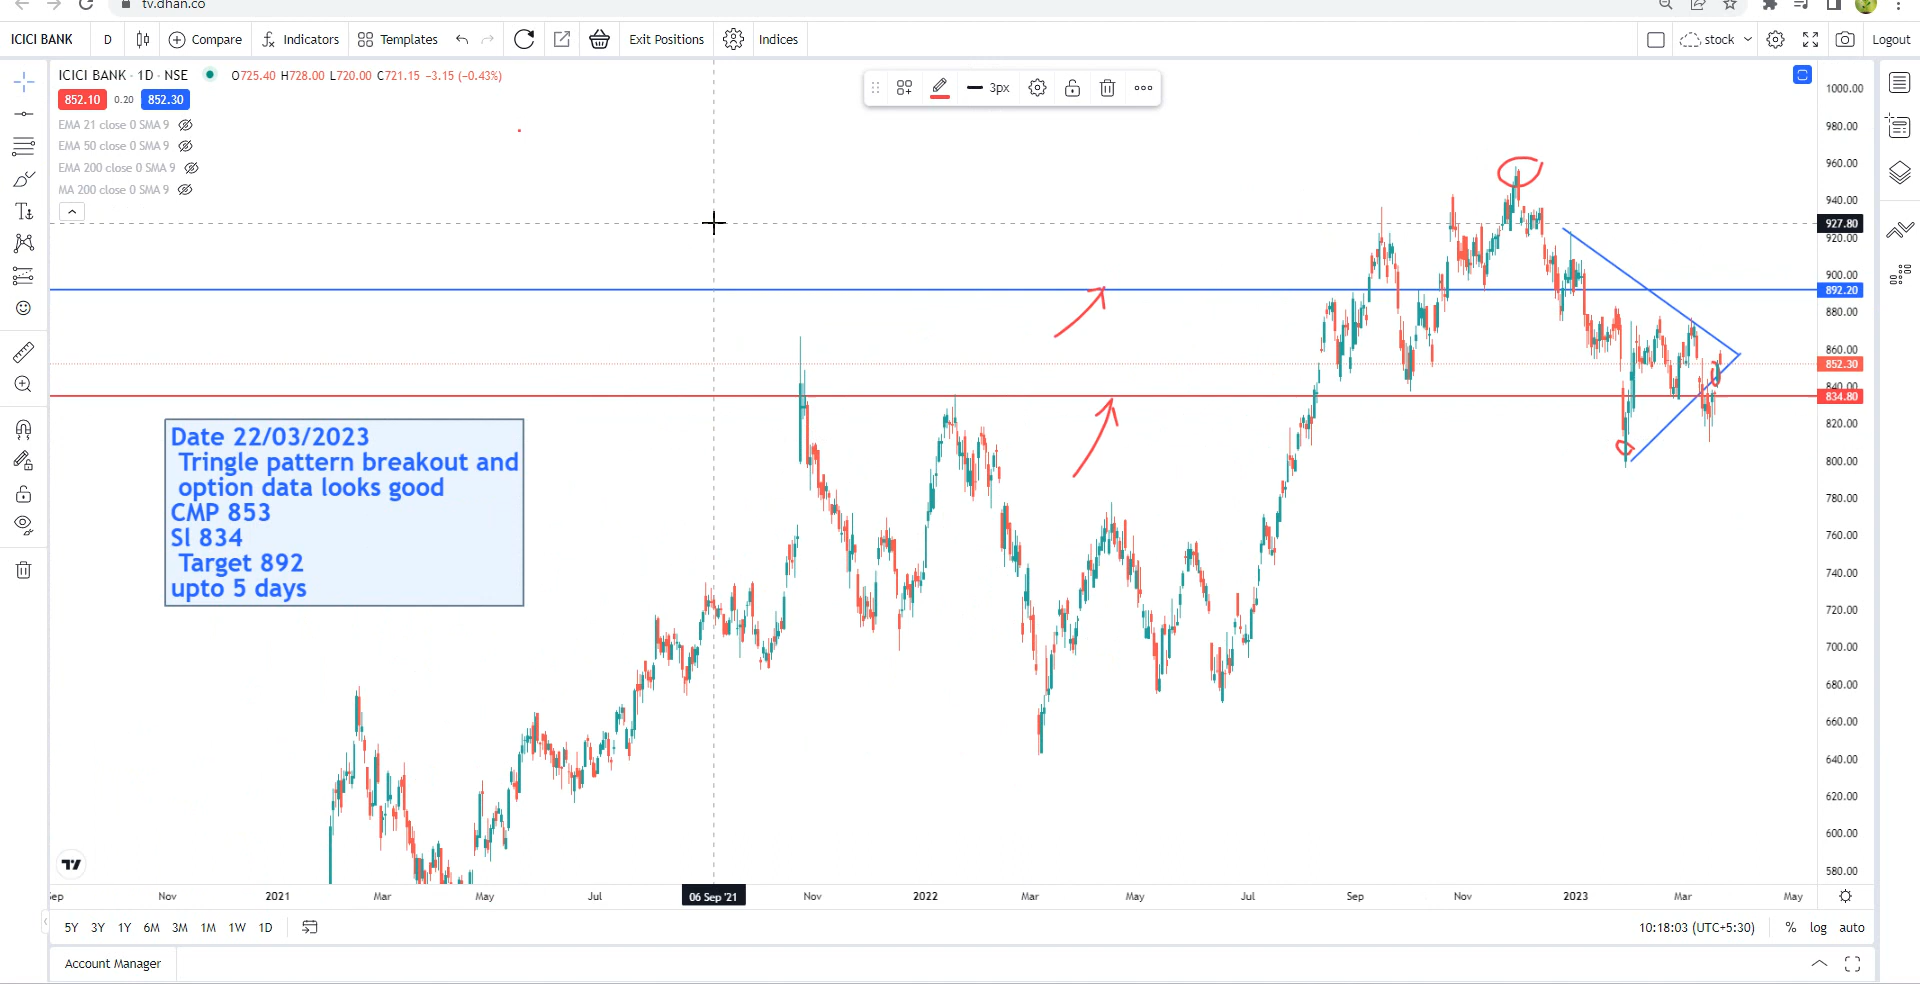 tv.dhan.co
ICICI BANK D Compare Indicators Templates Exit Positions Indices stock Logout
ICICI BANK · 1D · NSE O725.40 H728.00 L720.00 C721.15 −3.15 (−0.43%)
852.10 0.20 852.30
3px
EMA 21 close 0 SMA 9
EMA 50 close 0 SMA 9
EMA 200 close 0 SMA 9
MA 200 close 0 SMA 9
1000.00
980.00
960.00
940.00
927.80
920.00
900.00
892.20
880.00
860.00
852.30
840.00
834.80
820.00
800.00
780.00
760.00
740.00
720.00
700.00
680.00
660.00
640.00
620.00
600.00
580.00
Date 22/03/2023
Tringle pattern breakout and
option data looks good
CMP 853
Sl 834
Target 892
upto 5 days
ep Nov 2021 Mar May Jul 06 Sep '21 Nov 2022 Mar May Jul Sep Nov 2023 Mar May
5Y 3Y 1Y 6M 3M 1M 1W 1D 10:18:03 (UTC+5:30) % log auto
Account Manager